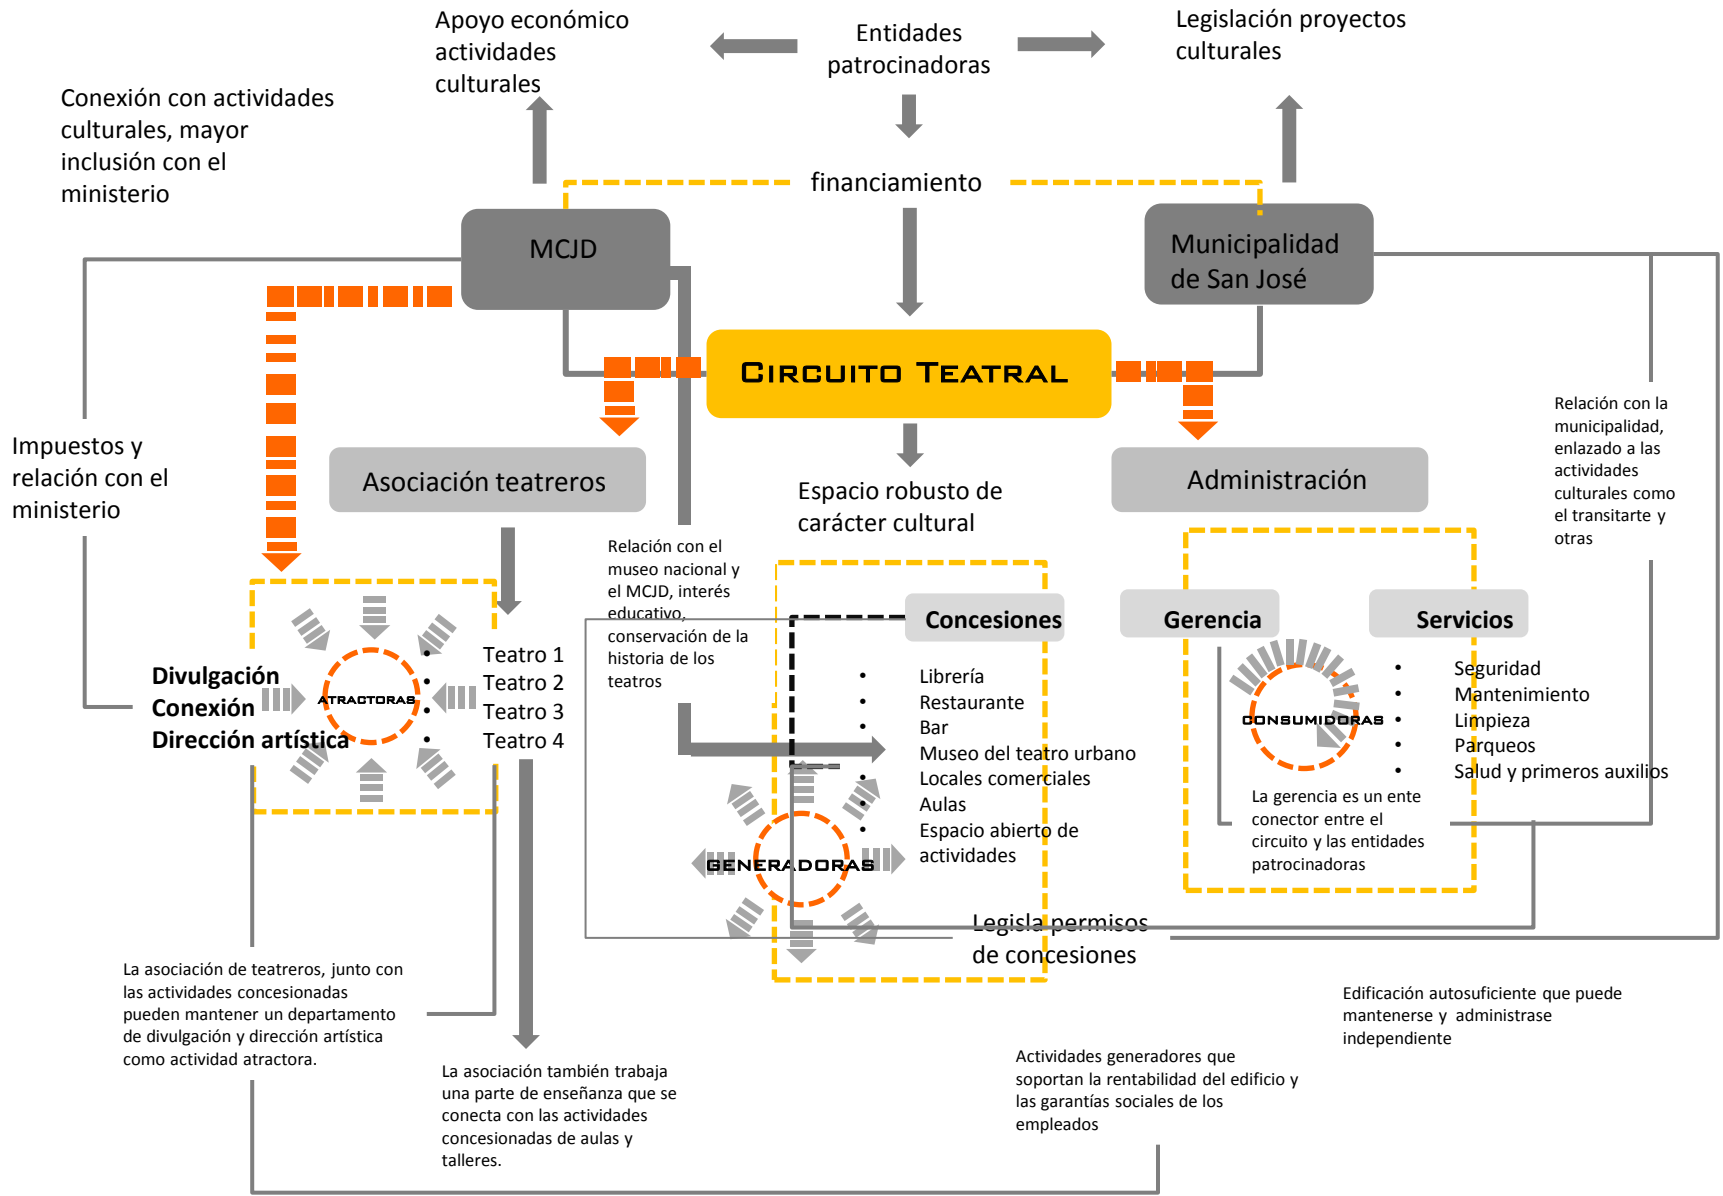 Apoyo económico
actividades
culturales
Entidades
patrocinadoras
Legislación proyectos
culturales
Conexión con actividades
culturales, mayor
inclusión con el
ministerio
financiamiento
MCJD
Municipalidad
de San José
CIRCUITO TEATRAL
Impuestos y
relación con el
ministerio
Asociación teatreros
Espacio robusto de
carácter cultural
Administración
Relación con la
municipalidad,
enlazado a las
actividades
culturales como
el transitarte y
otras
Relación con el
museo nacional y
el MCJD, interés
educativo,
conservación de la
historia de los
teatros
Divulgación
Conexión
Dirección artística
ATRACTORAS
• Teatro 1
• Teatro 2
• Teatro 3
• Teatro 4
Concesiones
• Librería
• Restaurante
• Bar
• Museo del teatro urbano
• Locales comerciales
• Aulas
• Espacio abierto de
actividades
GENERADORAS
Gerencia
Servicios
CONSUMIDORAS
• Seguridad
• Mantenimiento
• Limpieza
• Parqueos
• Salud y primeros auxilios
La gerencia es un ente
conector entre el
circuito y las entidades
patrocinadoras
Legisla permisos
de concesiones
La asociación de teatreros, junto con
las actividades concesionadas
pueden mantener un departamento
de divulgación y dirección artística
como actividad atractora.
La asociación también trabaja
una parte de enseñanza que se
conecta con las actividades
concesionadas de aulas y
talleres.
Actividades generadores que
soportan la rentabilidad del edificio y
las garantías sociales de los
empleados
Edificación autosuficiente que puede
mantenerse y administrase
independiente